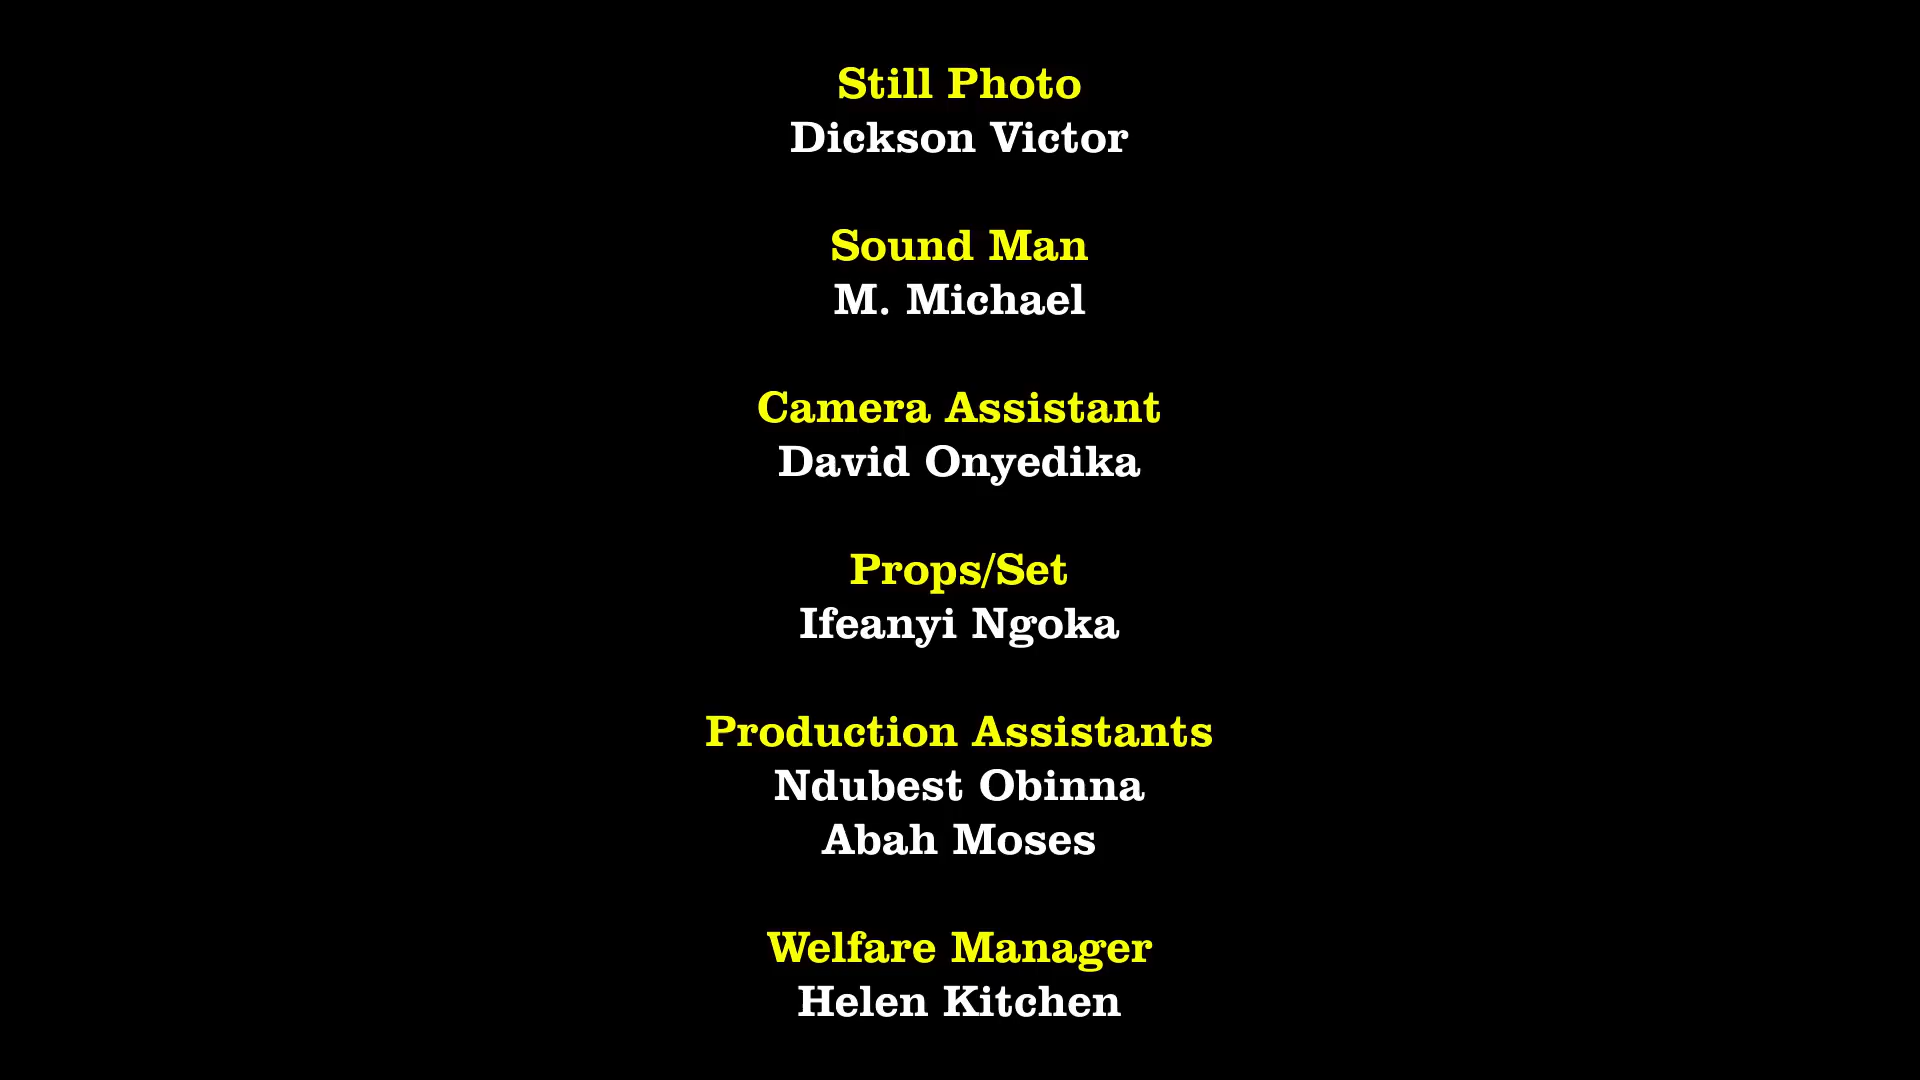 Still Photo
Dickson Victor
Sound Man
M. Michael
Camera Assistant
David Onyedika
Props/Set
Ifeanyi Ngoka
Production Assistants
Ndubest Obinna
Abah Moses
Welfare Manager
Helen Kitchen